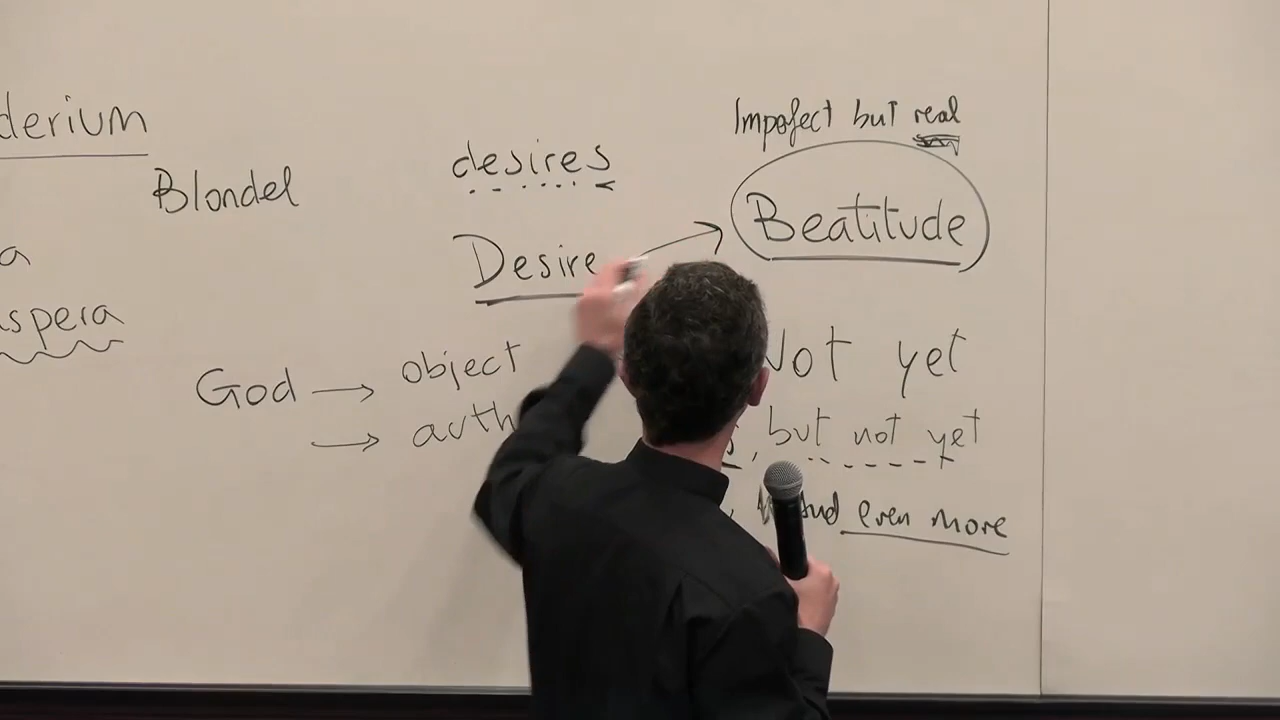 derium
Blondel
a
spera
God → object
→ auth
desires
Desire →
Impofect but real
Beatitude
Not yet
, but not yet
And even more